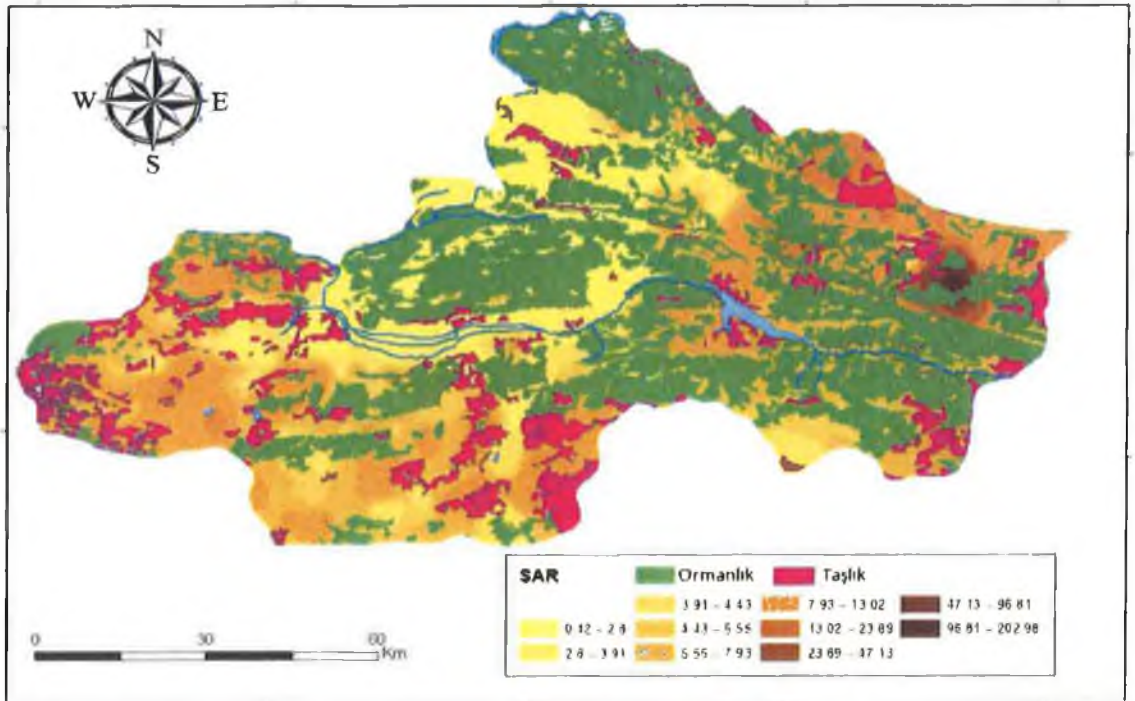 N
W E
S
SAR Ormanlık Taşlık
3.91 - 4.43 7.93 - 13.02 47.13 - 96.81
0.12 - 2.8 4.43 - 5.55 13.02 - 23.89 96.81 - 202.98
2.8 - 3.91 5.55 - 7.93 23.89 - 47.13
0 30 60
Km